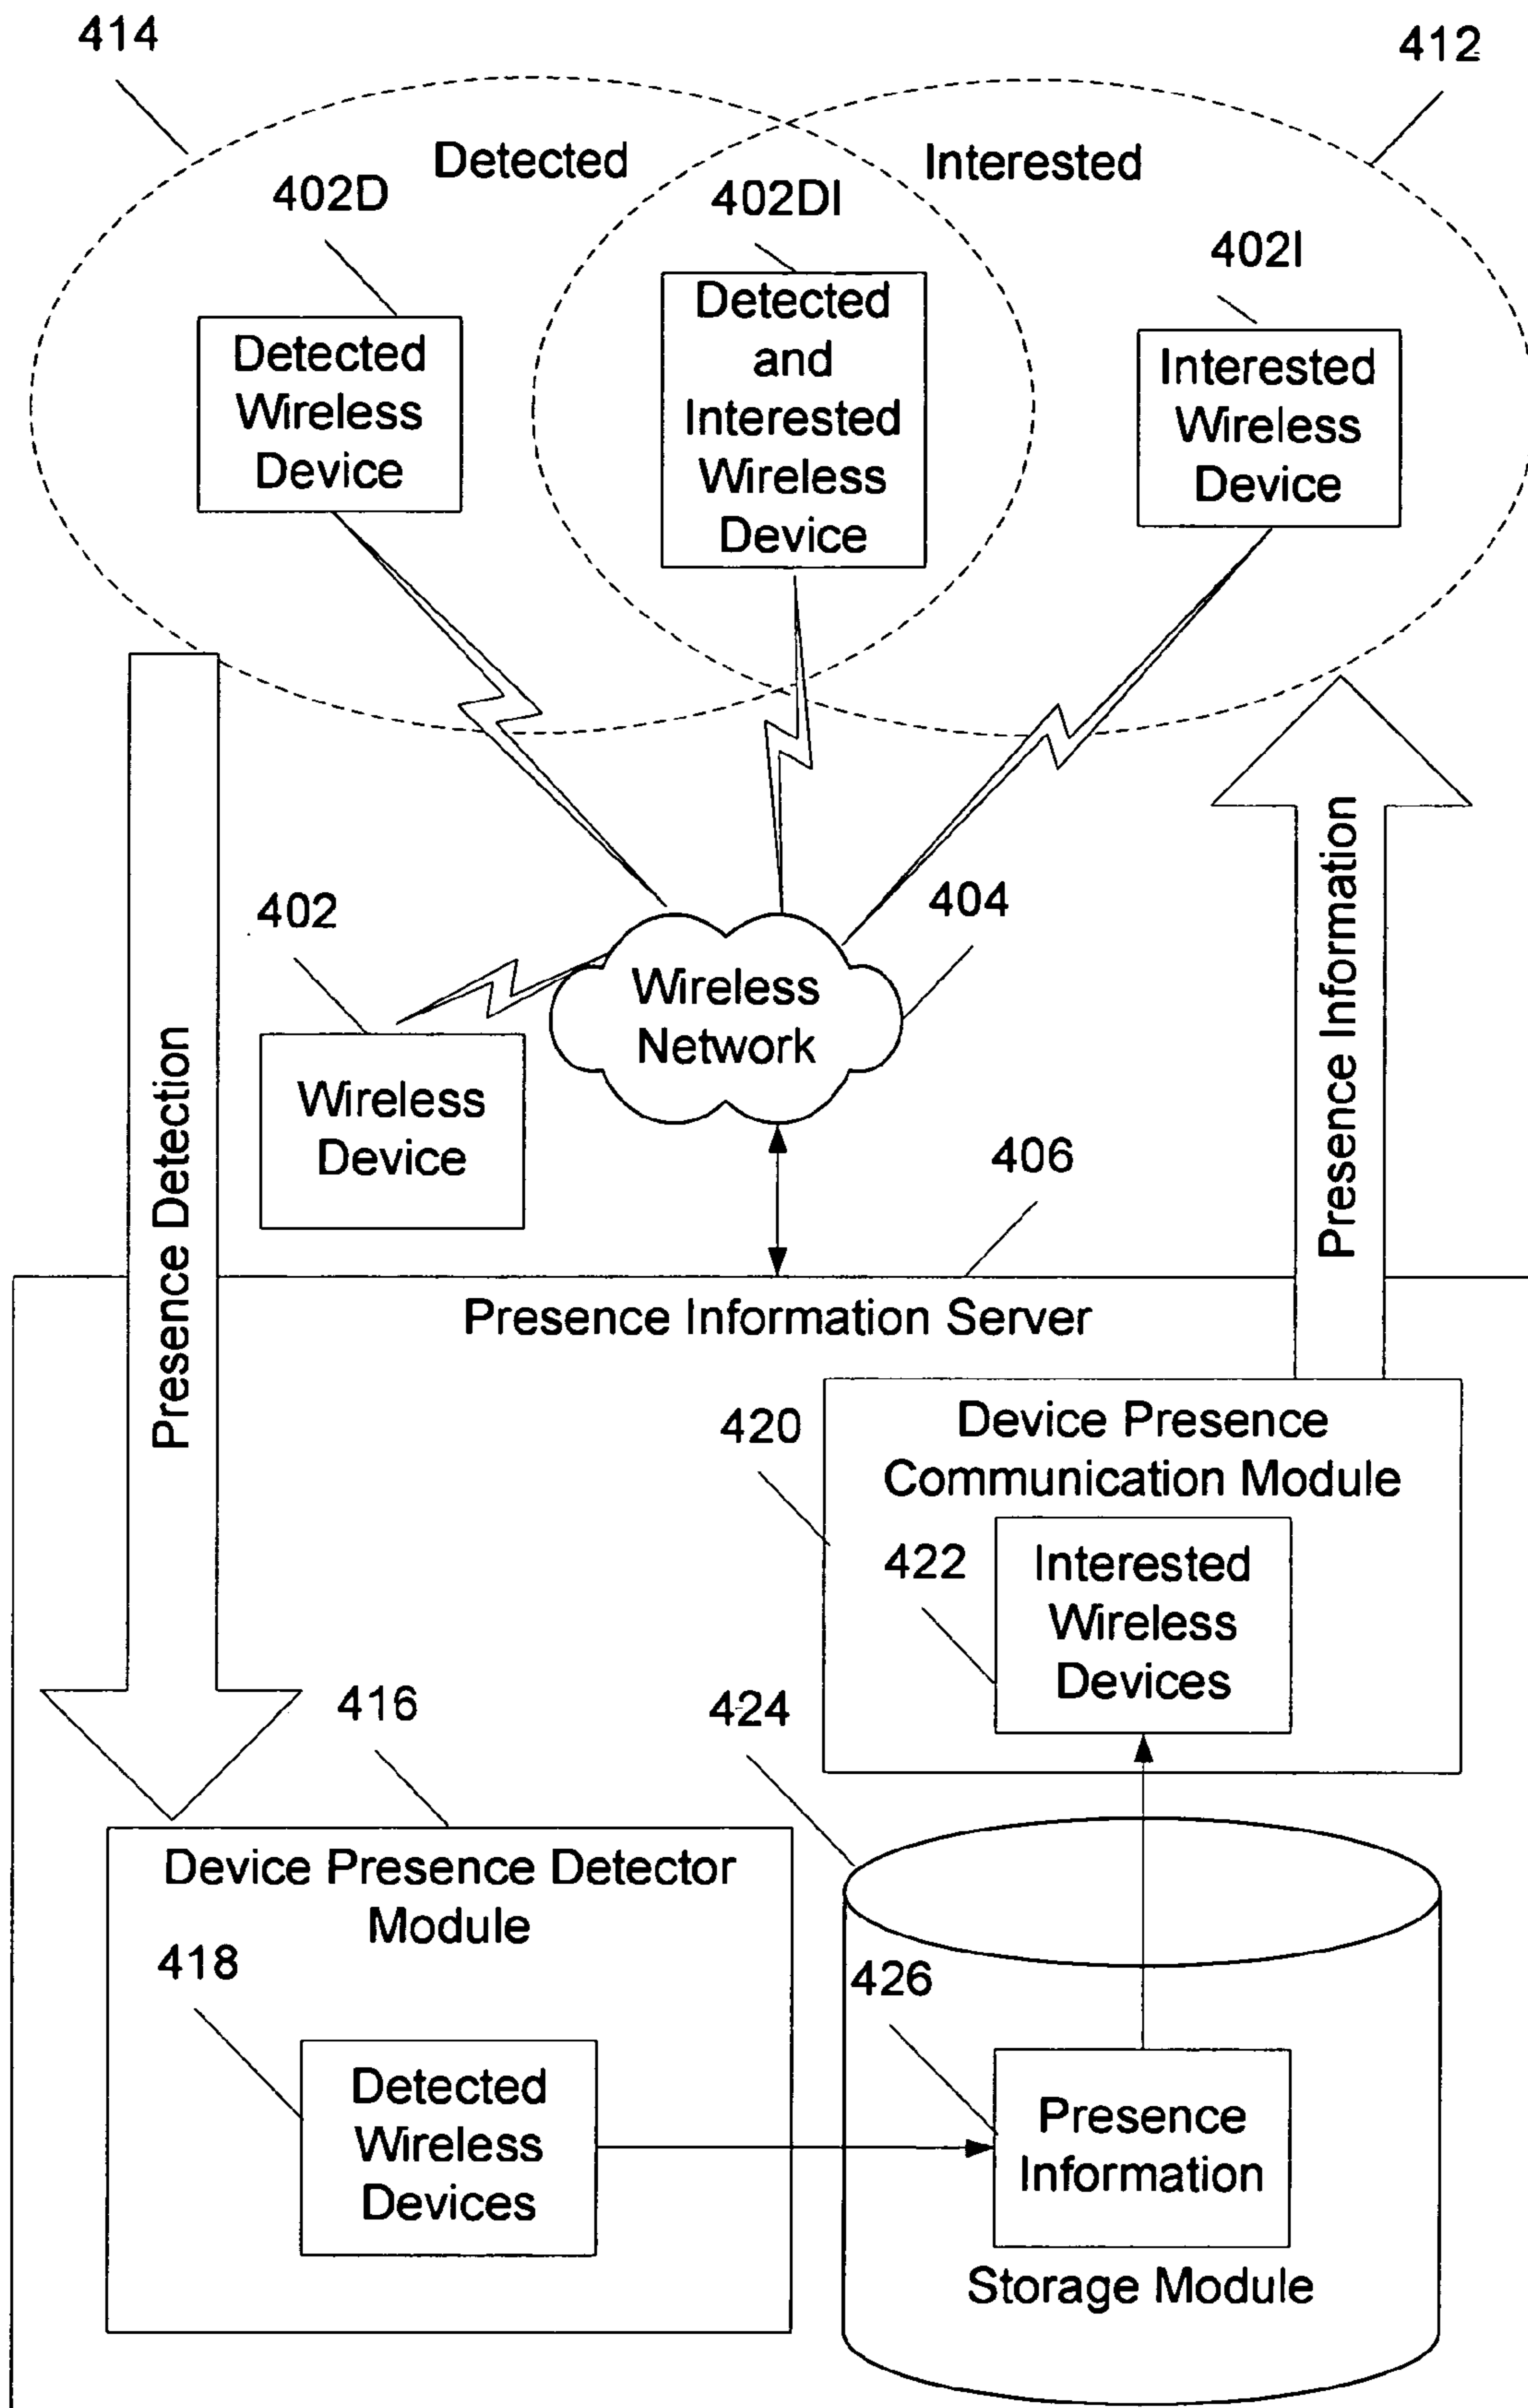 414
412
Detected
Interested
402D
402DI
402I
Detected
Wireless
Device
Detected
and
Interested
Wireless
Device
Interested
Wireless
Device
402
404
Wireless
Network
Wireless
Device
Presence Detection
Presence Information
406
Presence Information Server
420
Device Presence
Communication Module
422
Interested
Wireless
Devices
416
424
Device Presence Detector
Module
418
426
Detected
Wireless
Devices
Presence
Information
Storage Module